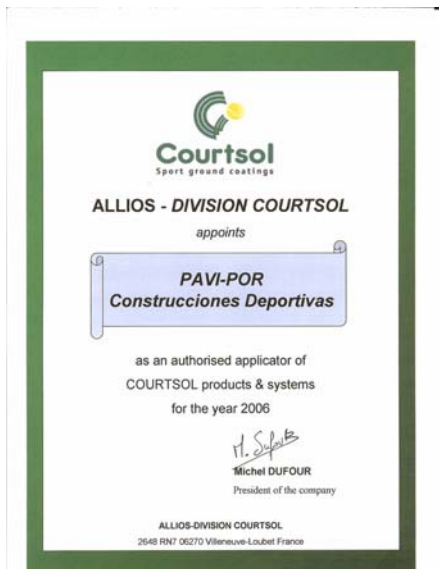 Courtsol
Sport ground coatings
ALLIOS - DIVISION COURTSOL
appoints
PAVI-POR
Construcciones Deportivas
as an authorised applicator of
COURTSOL products & systems
for the year 2006
Michel DUFOUR
President of the company
ALLIOS-DIVISION COURTSOL
2648 RN7 06270 Villeneuve-Loubet France